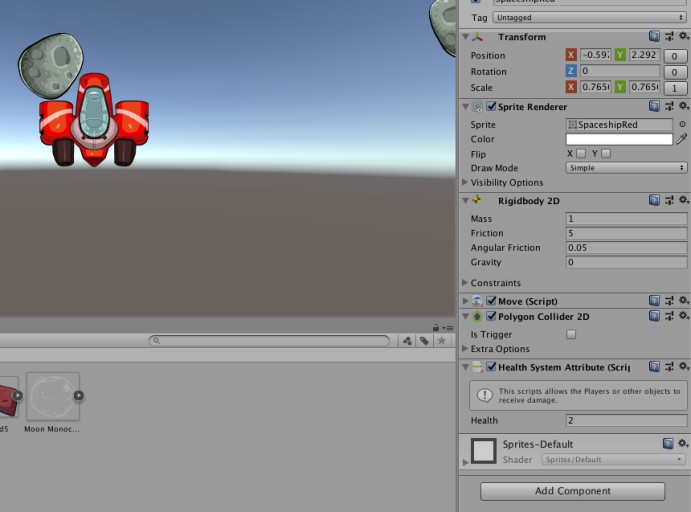 SpaceshipRed
Tag Untagged
Transform
Position X -0.597 Y 2.292 0
Rotation Z 0 0
Scale X 0.765 Y 0.765 1
Sprite Renderer
Sprite SpaceshipRed
Color
Flip X Y
Draw Mode Simple
Visibility Options
Rigidbody 2D
Mass 1
Friction 5
Angular Friction 0.05
Gravity 0
Constraints
Move (Script)
Polygon Collider 2D
Is Trigger
Extra Options
Health System Attribute (Scrip
This scripts allows the Players or other objects to
receive damage.
Health 2
Sprites-Default
Shader Sprites/Default
Add Component
d5 Moon Monoc...